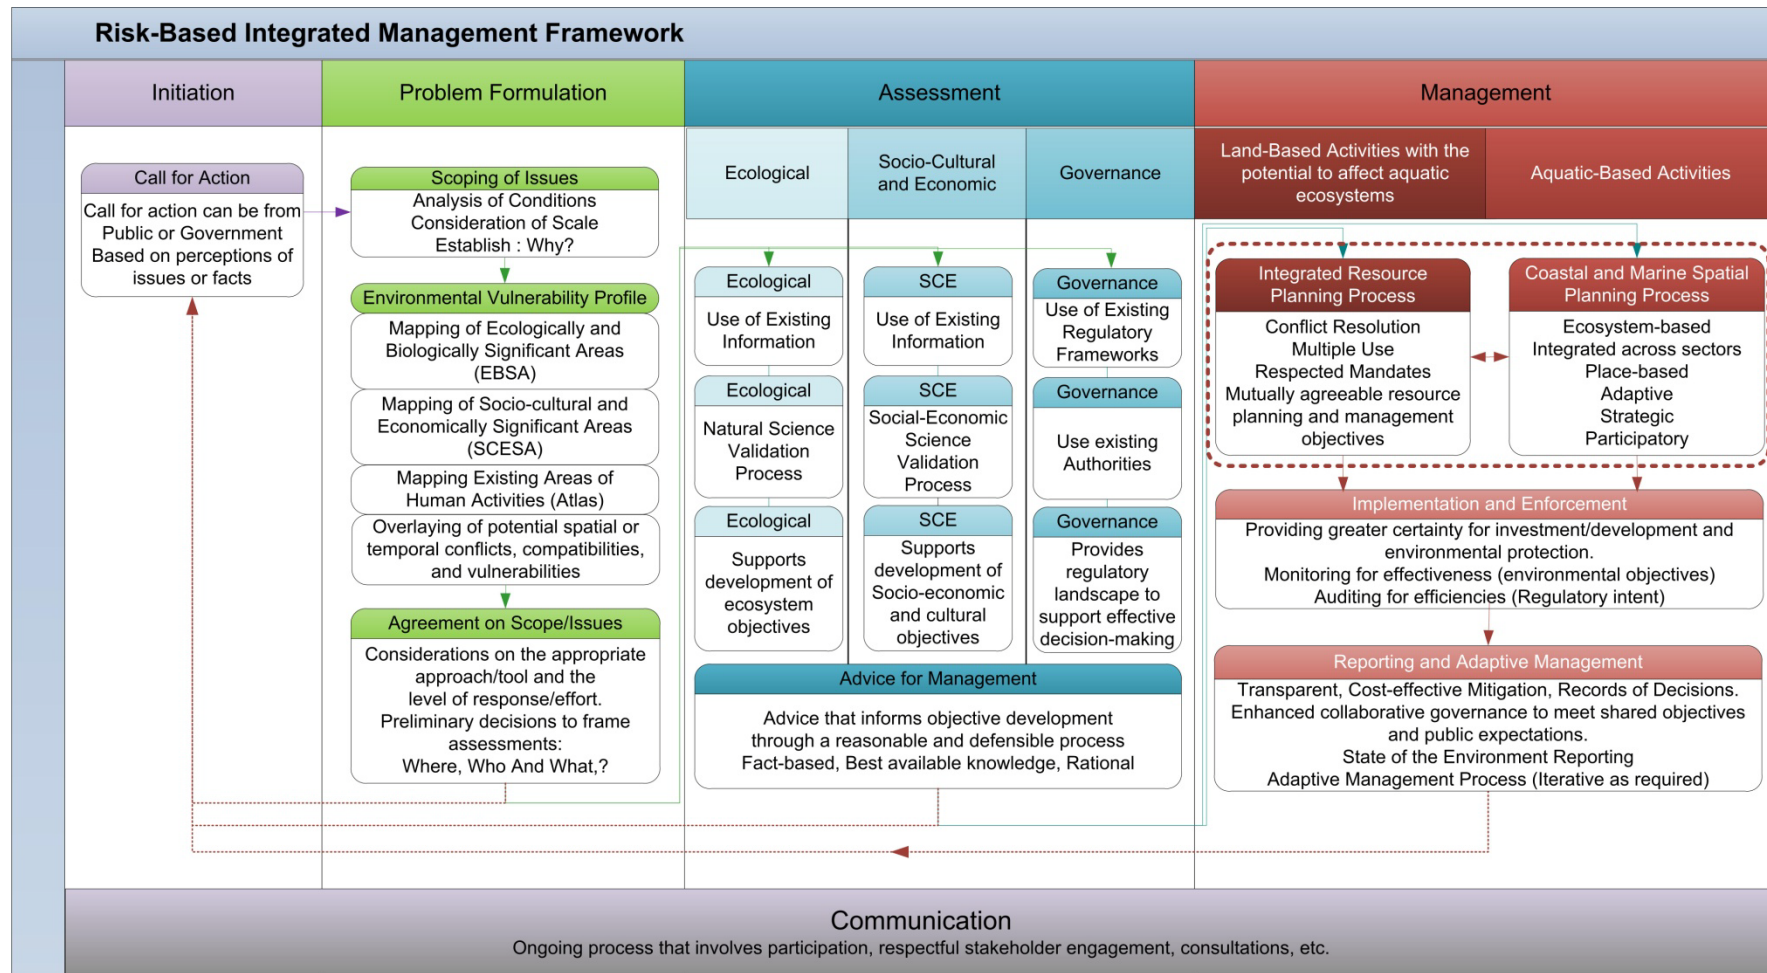 Risk-Based Integrated Management Framework
Initiation
Problem Formulation
Assessment
Management
Ecological
Socio-Cultural
and Economic
Governance
Land-Based Activities with the
potential to affect aquatic
ecosystems
Aquatic-Based Activities
Call for Action
Call for action can be from
Public or Government
Based on perceptions of
issues or facts
Scoping of Issues
Analysis of Conditions
Consideration of Scale
Establish : Why?
Environmental Vulnerability Profile
Mapping of Ecologically and
Biologically Significant Areas
(EBSA)
Mapping of Socio-cultural and
Economically Significant Areas
(SCESA)
Mapping Existing Areas of
Human Activities (Atlas)
Overlaying of potential spatial or
temporal conflicts, compatibilities,
and vulnerabilities
Agreement on Scope/Issues
Considerations on the appropriate
approach/tool and the
level of response/effort.
Preliminary decisions to frame
assessments:
Where, Who And What,?
Ecological
Use of Existing
Information
Ecological
Natural Science
Validation
Process
Ecological
Supports
development of
ecosystem
objectives
SCE
Use of Existing
Information
SCE
Social-Economic
Science
Validation
Process
SCE
Supports
development of
Socio-economic
and cultural
objectives
Governance
Use of Existing
Regulatory
Frameworks
Governance
Use existing
Authorities
Governance
Provides
regulatory
landscape to
support effective
decision-making
Advice for Management
Advice that informs objective development
through a reasonable and defensible process
Fact-based, Best available knowledge, Rational
Integrated Resource
Planning Process
Conflict Resolution
Multiple Use
Respected Mandates
Mutually agreeable resource
planning and management
objectives
Coastal and Marine Spatial
Planning Process
Ecosystem-based
Integrated across sectors
Place-based
Adaptive
Strategic
Participatory
Implementation and Enforcement
Providing greater certainty for investment/development and
environmental protection.
Monitoring for effectiveness (environmental objectives)
Auditing for efficiencies (Regulatory intent)
Reporting and Adaptive Management
Transparent, Cost-effective Mitigation, Records of Decisions.
Enhanced collaborative governance to meet shared objectives
and public expectations.
State of the Environment Reporting
Adaptive Management Process (Iterative as required)
Communication
Ongoing process that involves participation, respectful stakeholder engagement, consultations, etc.